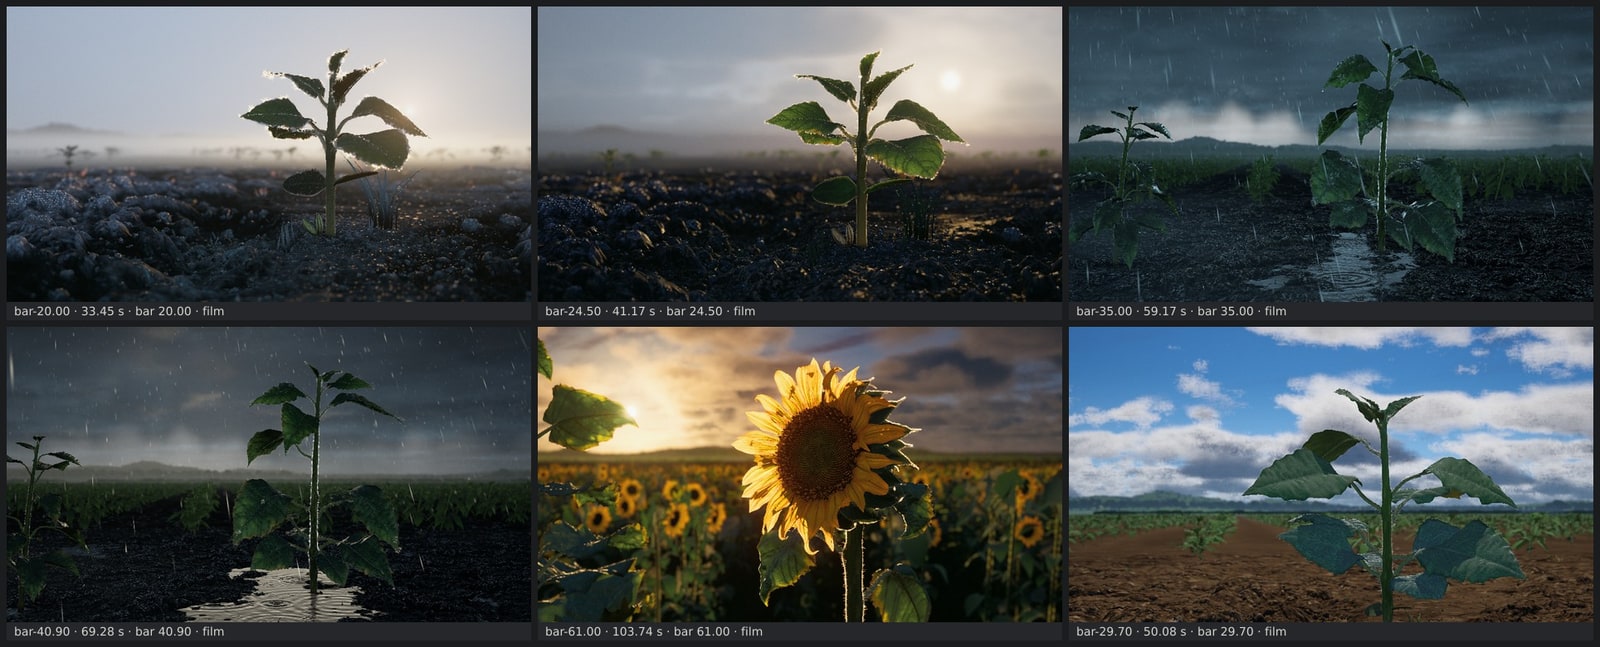 bar-20.00 · 33.45 s · bar 20.00 · film
bar-24.50 · 41.17 s · bar 24.50 · film
bar-35.00 · 59.17 s · bar 35.00 · film
bar-40.90 · 69.28 s · bar 40.90 · film
bar-61.00 · 103.74 s · bar 61.00 · film
bar-29.70 · 50.08 s · bar 29.70 · film